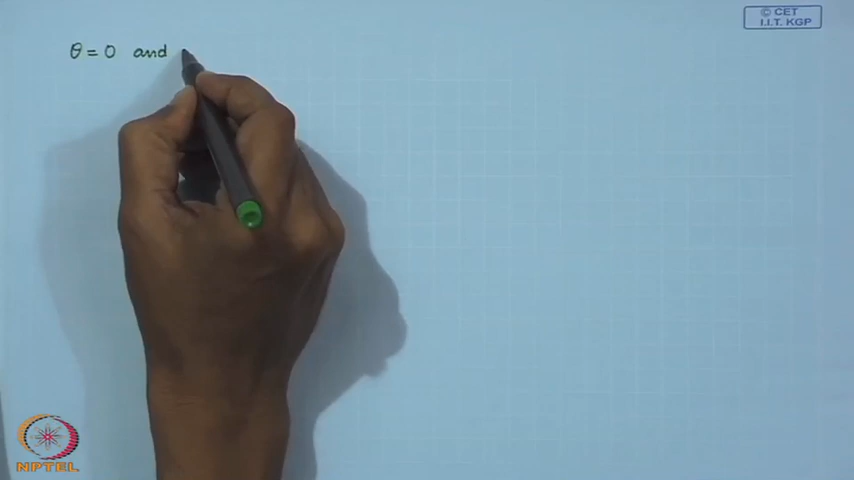 © CET
I.I.T. KGP
θ = 0 and
NPTEL